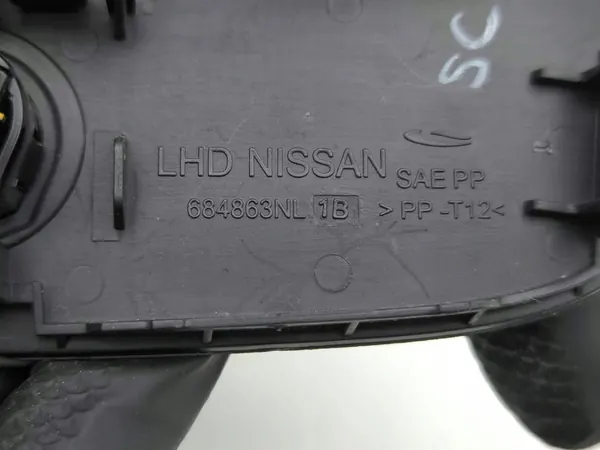 SC
LHD NISSAN
SAE PP
684863NL 1B >PP-T12<